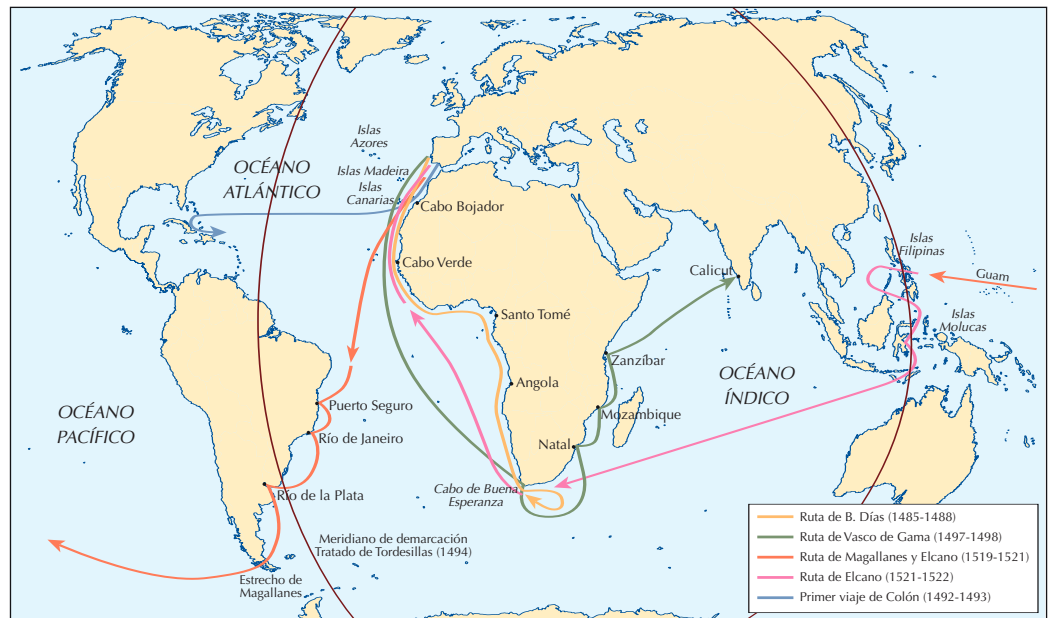 Islas
Azores
OCÉANO
ATLÁNTICO
Islas Madeira
Islas
Canarias
Cabo Bojador
Cabo Verde
Santo Tomé
Angola
Calicut
Islas
Filipinas
Guam
Islas
Molucas
Zanzíbar
OCÉANO
ÍNDICO
Mozambique
Natal
Cabo de Buena
Esperanza
OCÉANO
PACÍFICO
Puerto Seguro
Río de Janeiro
Río de la Plata
Estrecho de
Magallanes
Meridiano de demarcación
Tratado de Tordesillas (1494)
Ruta de B. Días (1485-1488)
Ruta de Vasco de Gama (1497-1498)
Ruta de Magallanes y Elcano (1519-1521)
Ruta de Elcano (1521-1522)
Primer viaje de Colón (1492-1493)